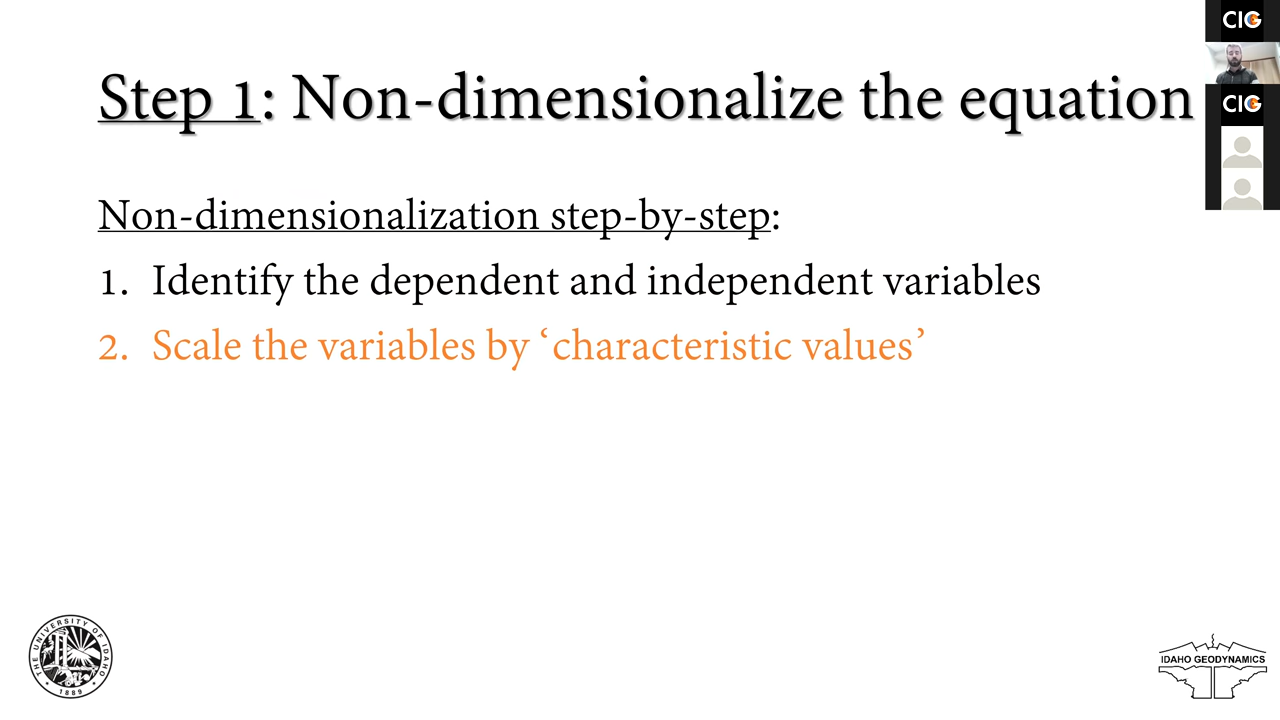 CIG
Step 1: Non-dimensionalize the equation
CIG
Non-dimensionalization step-by-step:
1. Identify the dependent and independent variables
2. Scale the variables by ‘characteristic values’
THE UNIVERSITY OF IDAHO
1889
IDAHO GEODYNAMICS